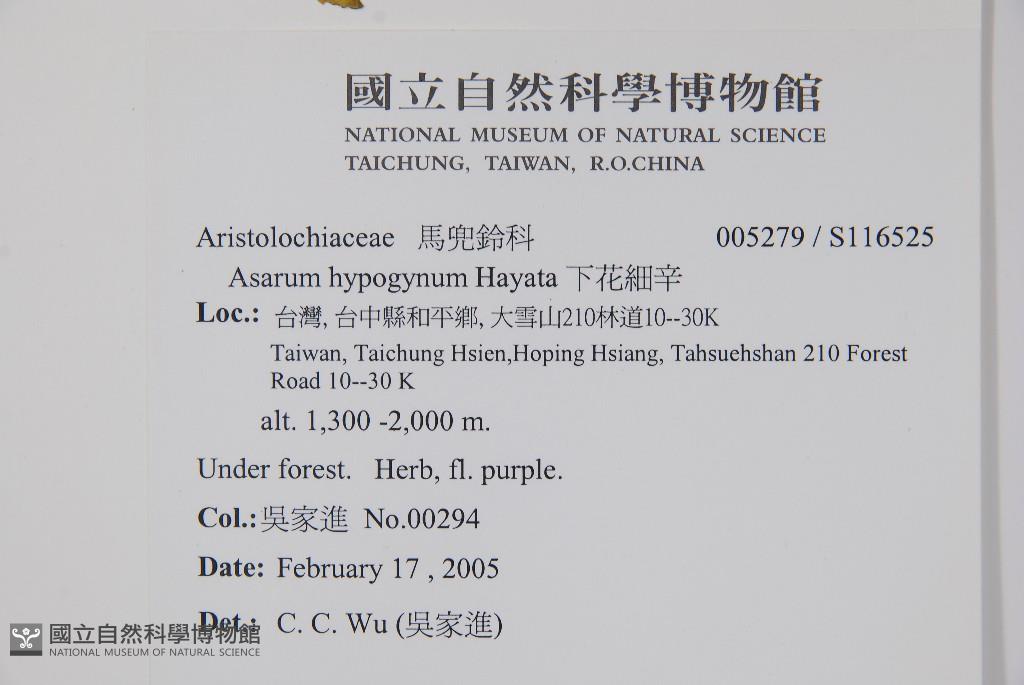 國立自然科學博物館
NATIONAL MUSEUM OF NATURAL SCIENCE
TAICHUNG, TAIWAN, R.O.CHINA
Aristolochiaceae 馬兜鈴科 005279 / S116525
Asarum hypogynum Hayata 下花細辛
Loc.: 台灣, 台中縣和平鄉, 大雪山210林道10--30K
Taiwan, Taichung Hsien,Hoping Hsiang, Tahsuehshan 210 Forest
Road 10--30 K
alt. 1,300 -2,000 m.
Under forest. Herb, fl. purple.
Col.:吳家進 No.00294
Date: February 17 , 2005
Det.: C. C. Wu (吳家進)
國立自然科學博物館
NATIONAL MUSEUM OF NATURAL SCIENCE